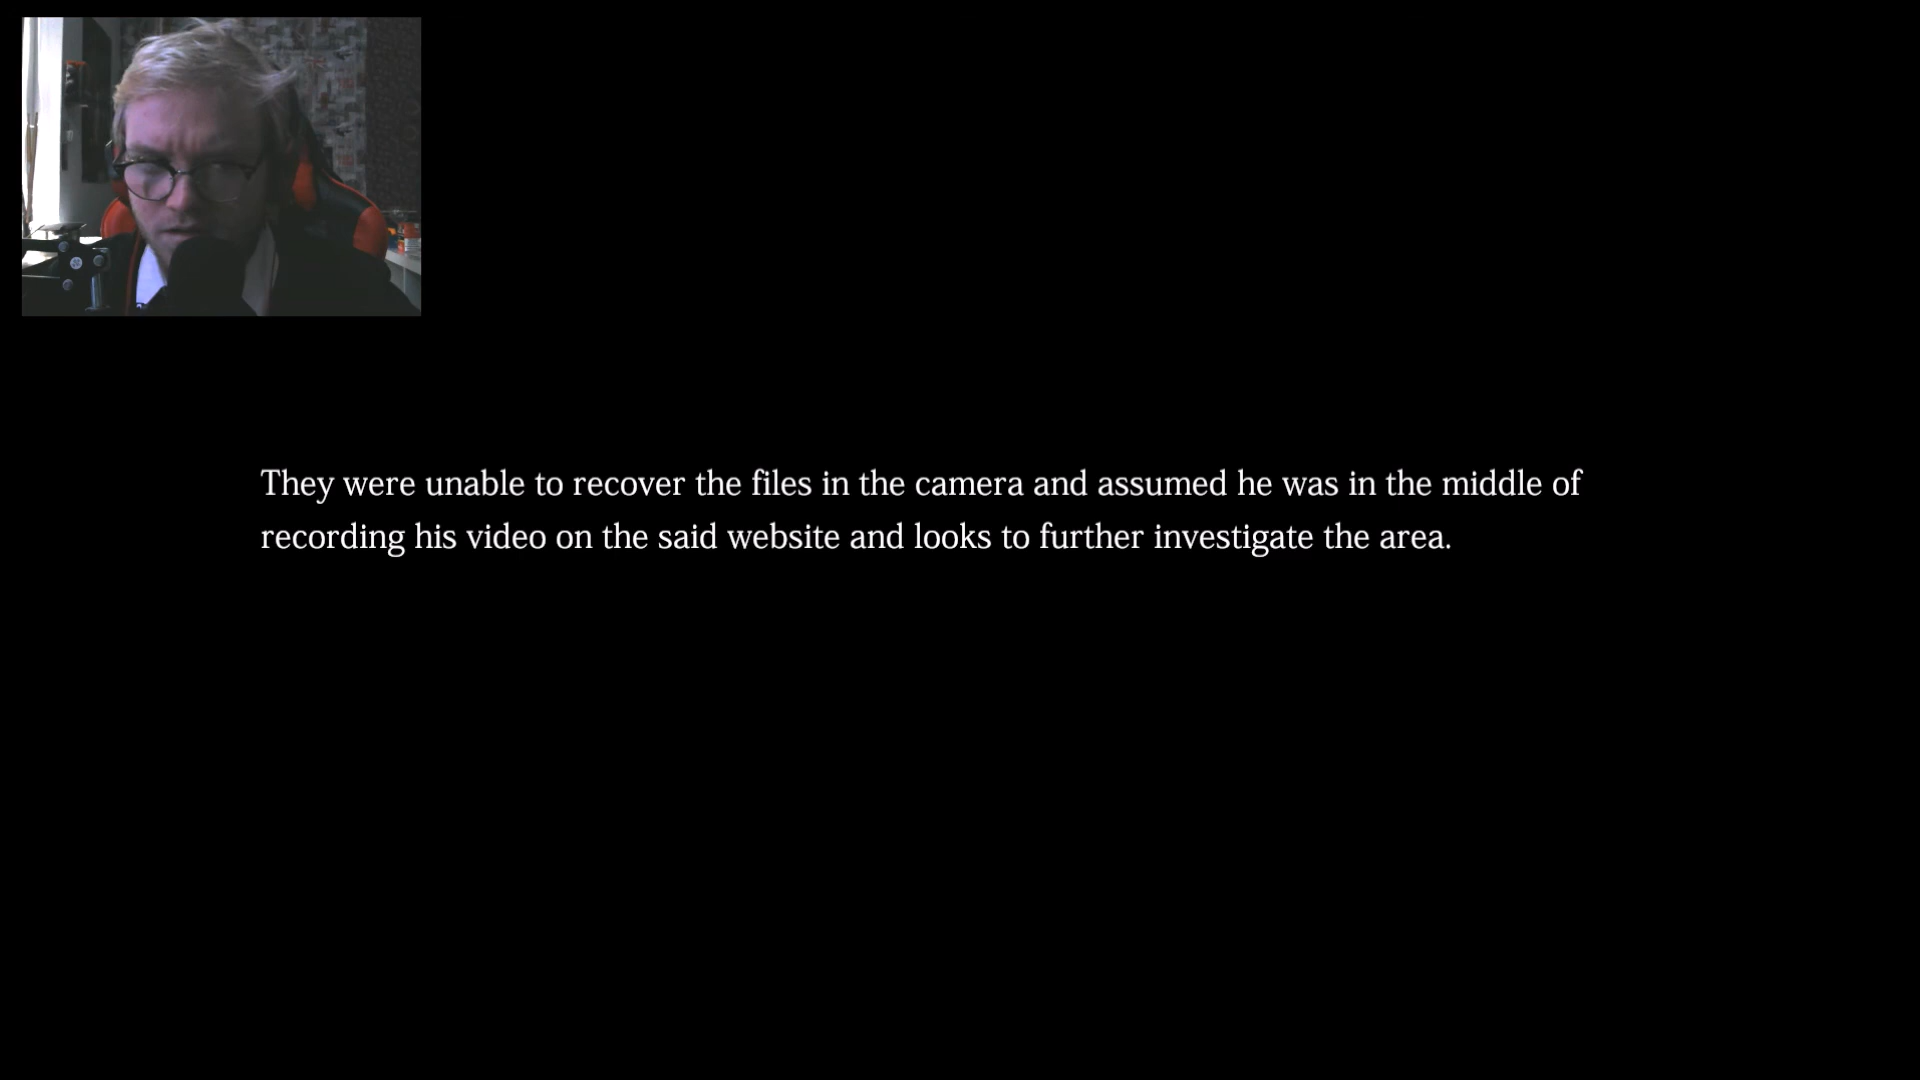 They were unable to recover the files in the camera and assumed he was in the middle of
recording his video on the said website and looks to further investigate the area.